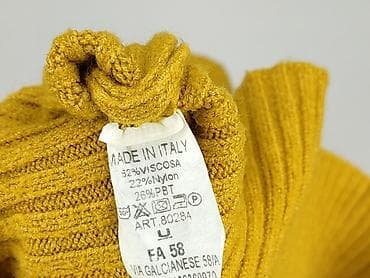 MADE IN ITALY
52%VISCOSA
22%Nylon
26%PBT
ART.80284
U
FA 58
VIA GALCIANESE 58/A